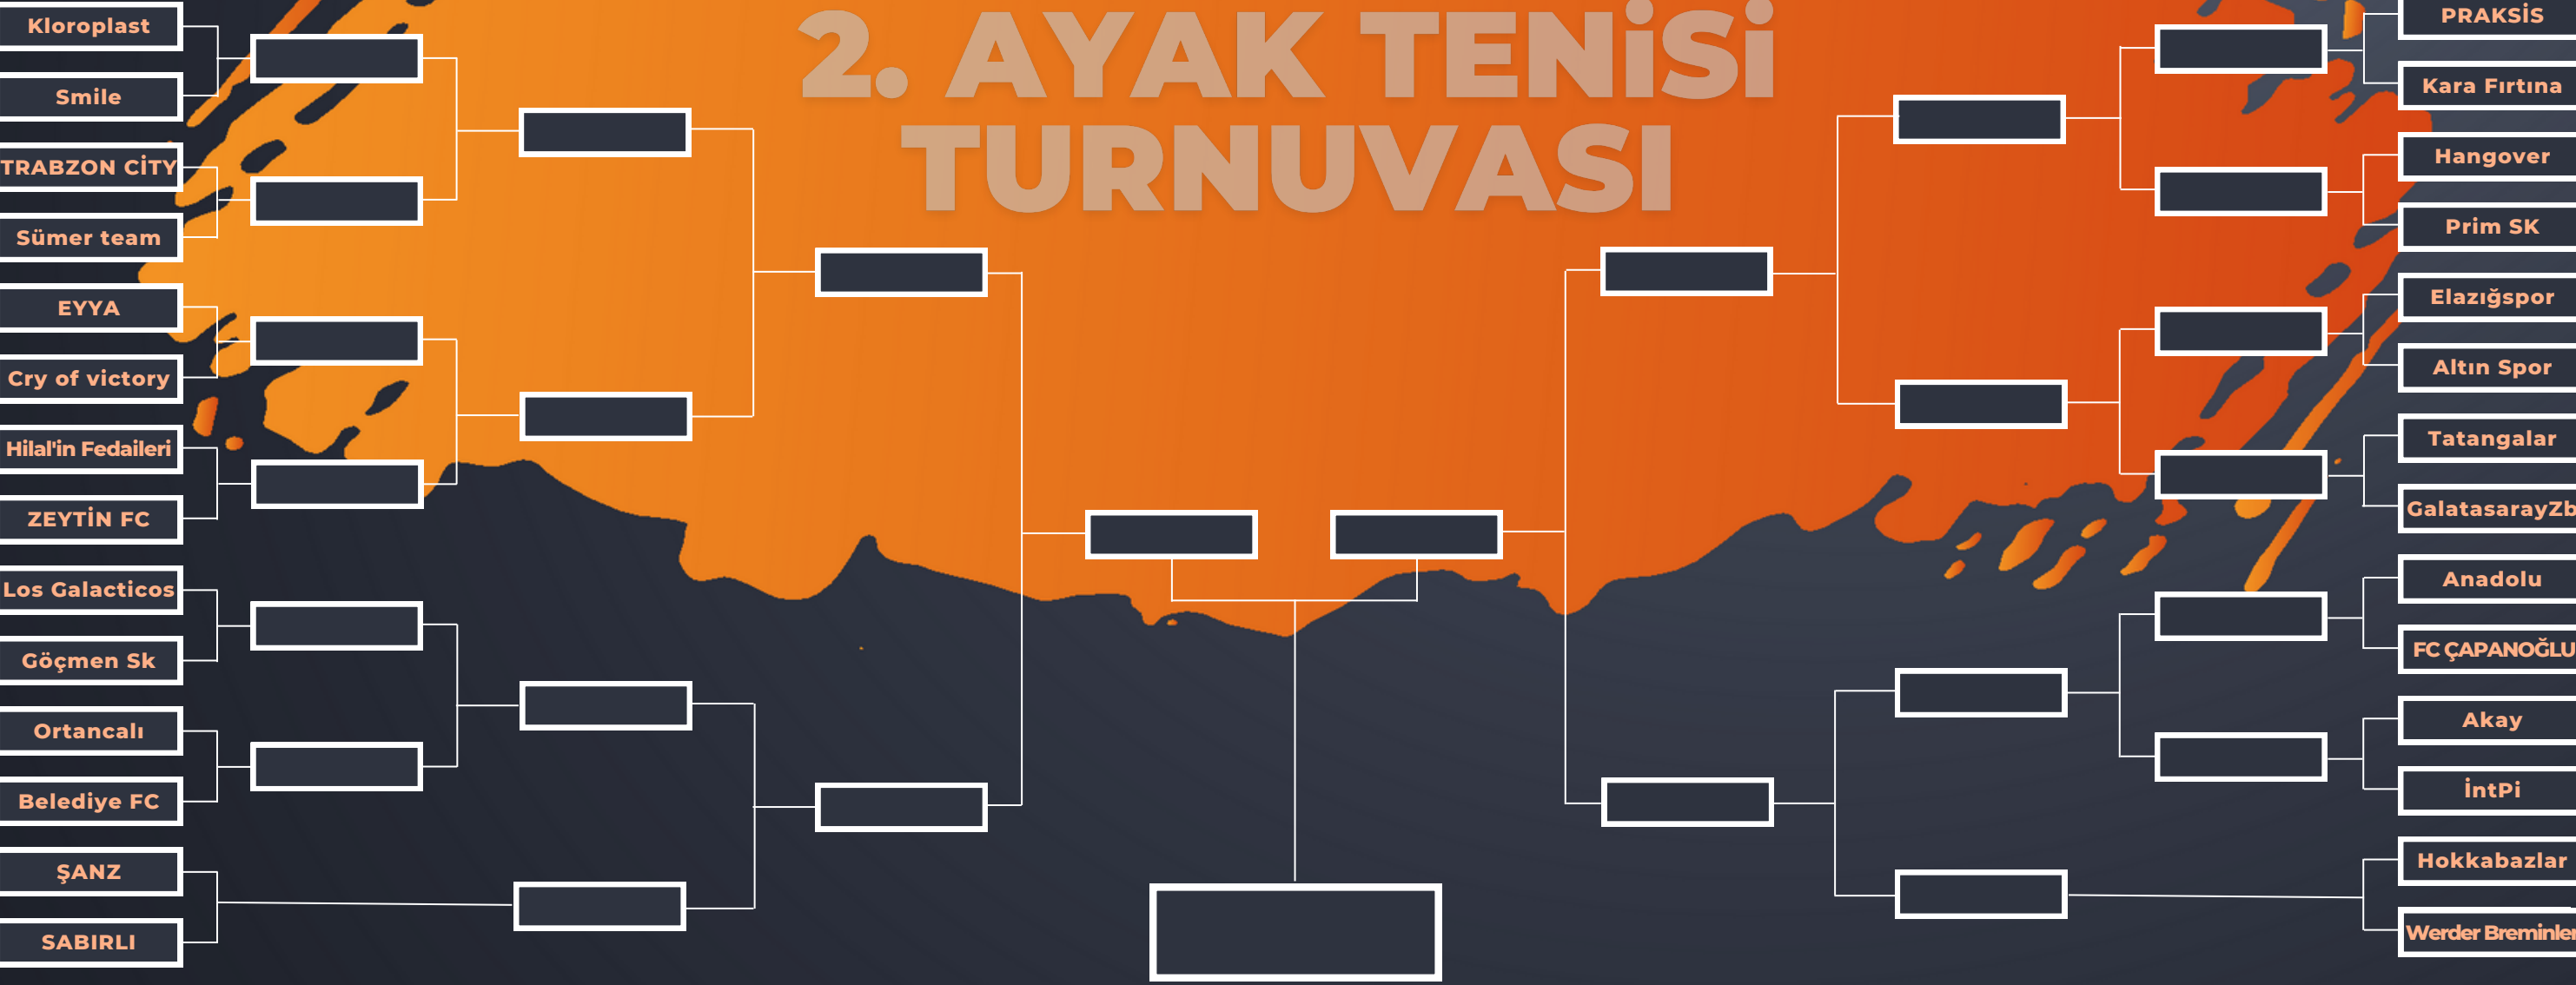 2. AYAK TENiSi
TURNUVASI
Kloroplast
Smile
TRABZON CİTY
Sümer team
EYYA
Cry of victory
Hilal'in Fedaileri
ZEYTİN FC
Los Galacticos
Göçmen Sk
Ortancalı
Belediye FC
ŞANZ
SABIRLI
PRAKSİS
Kara Fırtına
Hangover
Prim SK
Elazığspor
Altın Spor
Tatangalar
GalatasarayZb
Anadolu
FC ÇAPANOĞLU
Akay
İntPi
Hokkabazlar
Werder Breminler